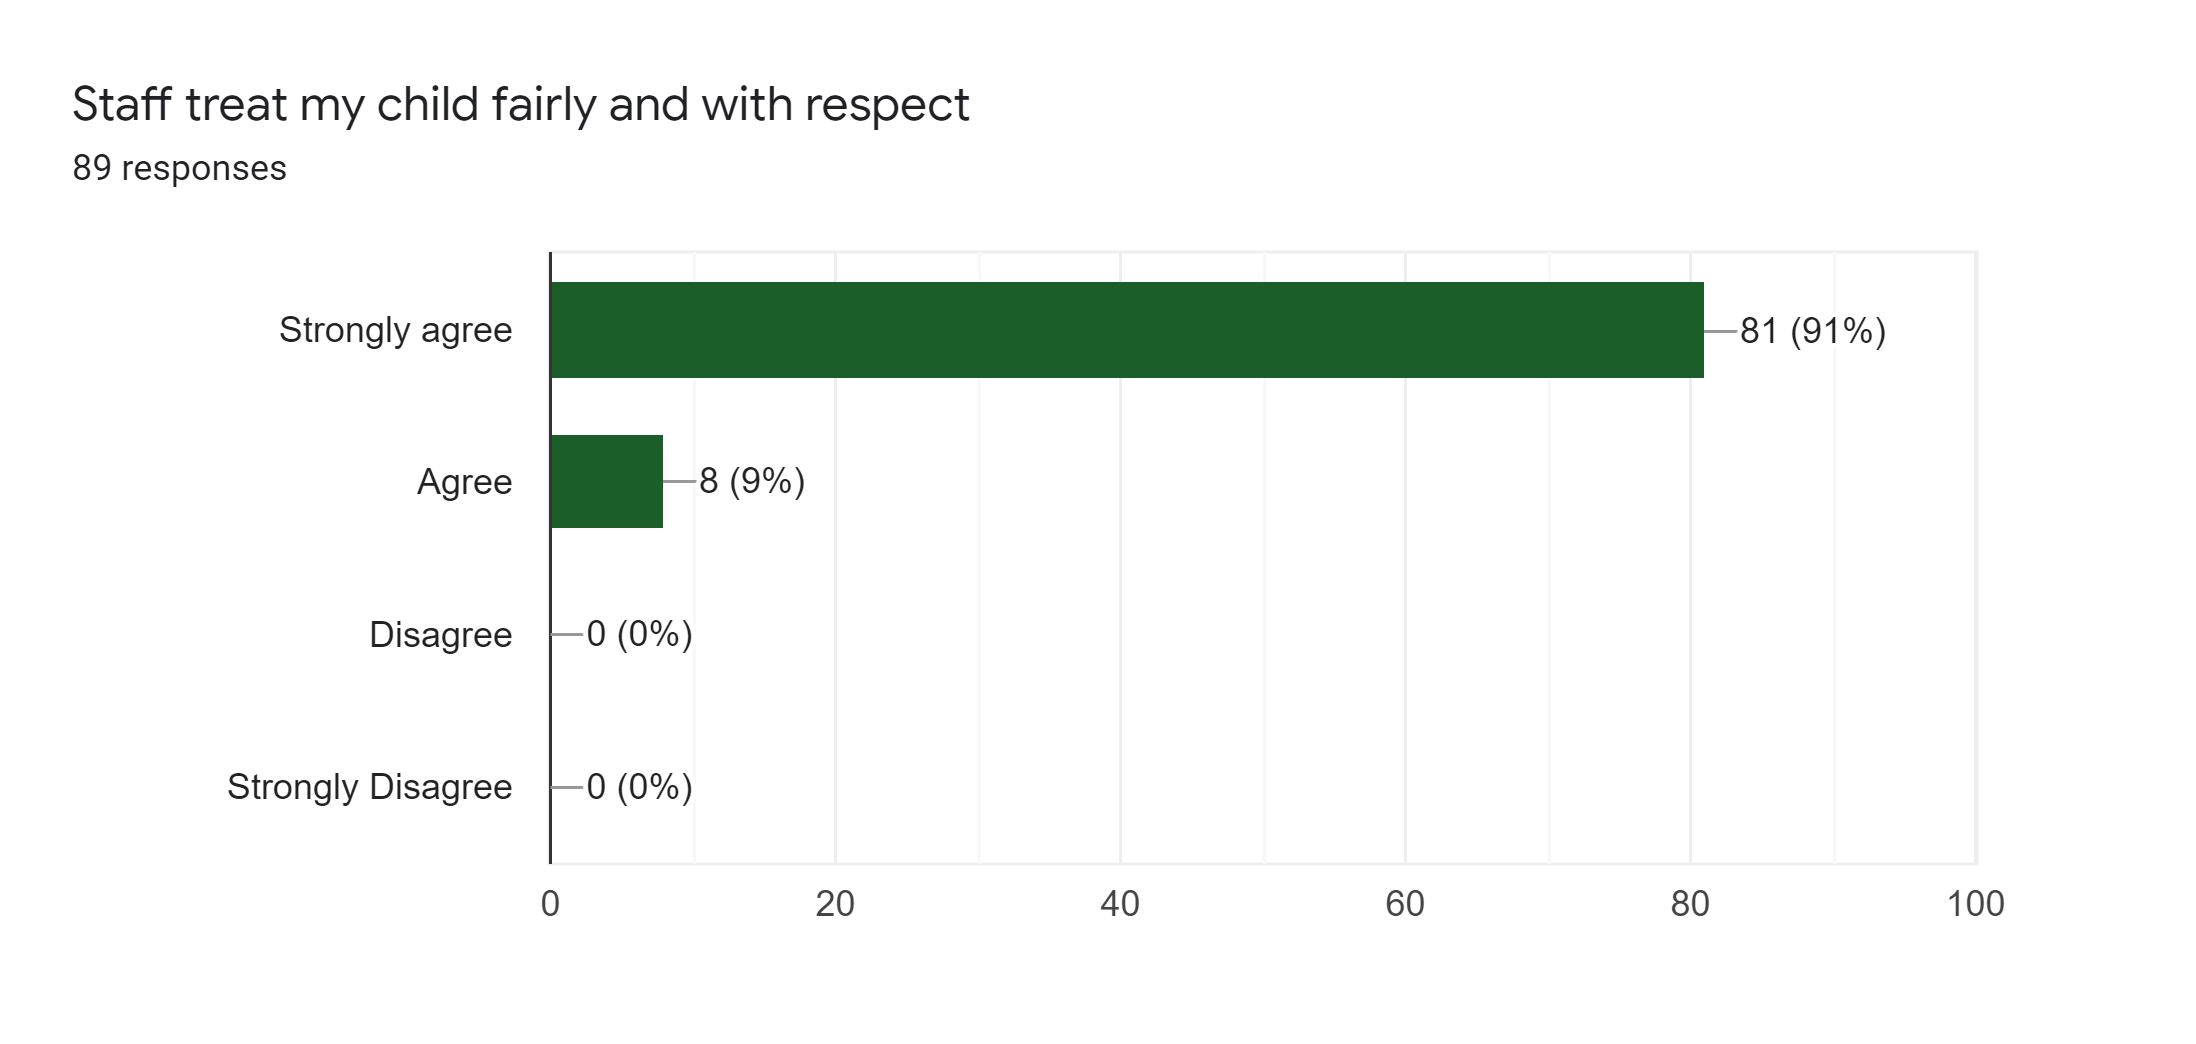 Staff treat my child fairly and with respect
89 responses
Strongly agree 81 (91%)
Agree 8 (9%)
Disagree 0 (0%)
Strongly Disagree 0 (0%)
0 20 40 60 80 100